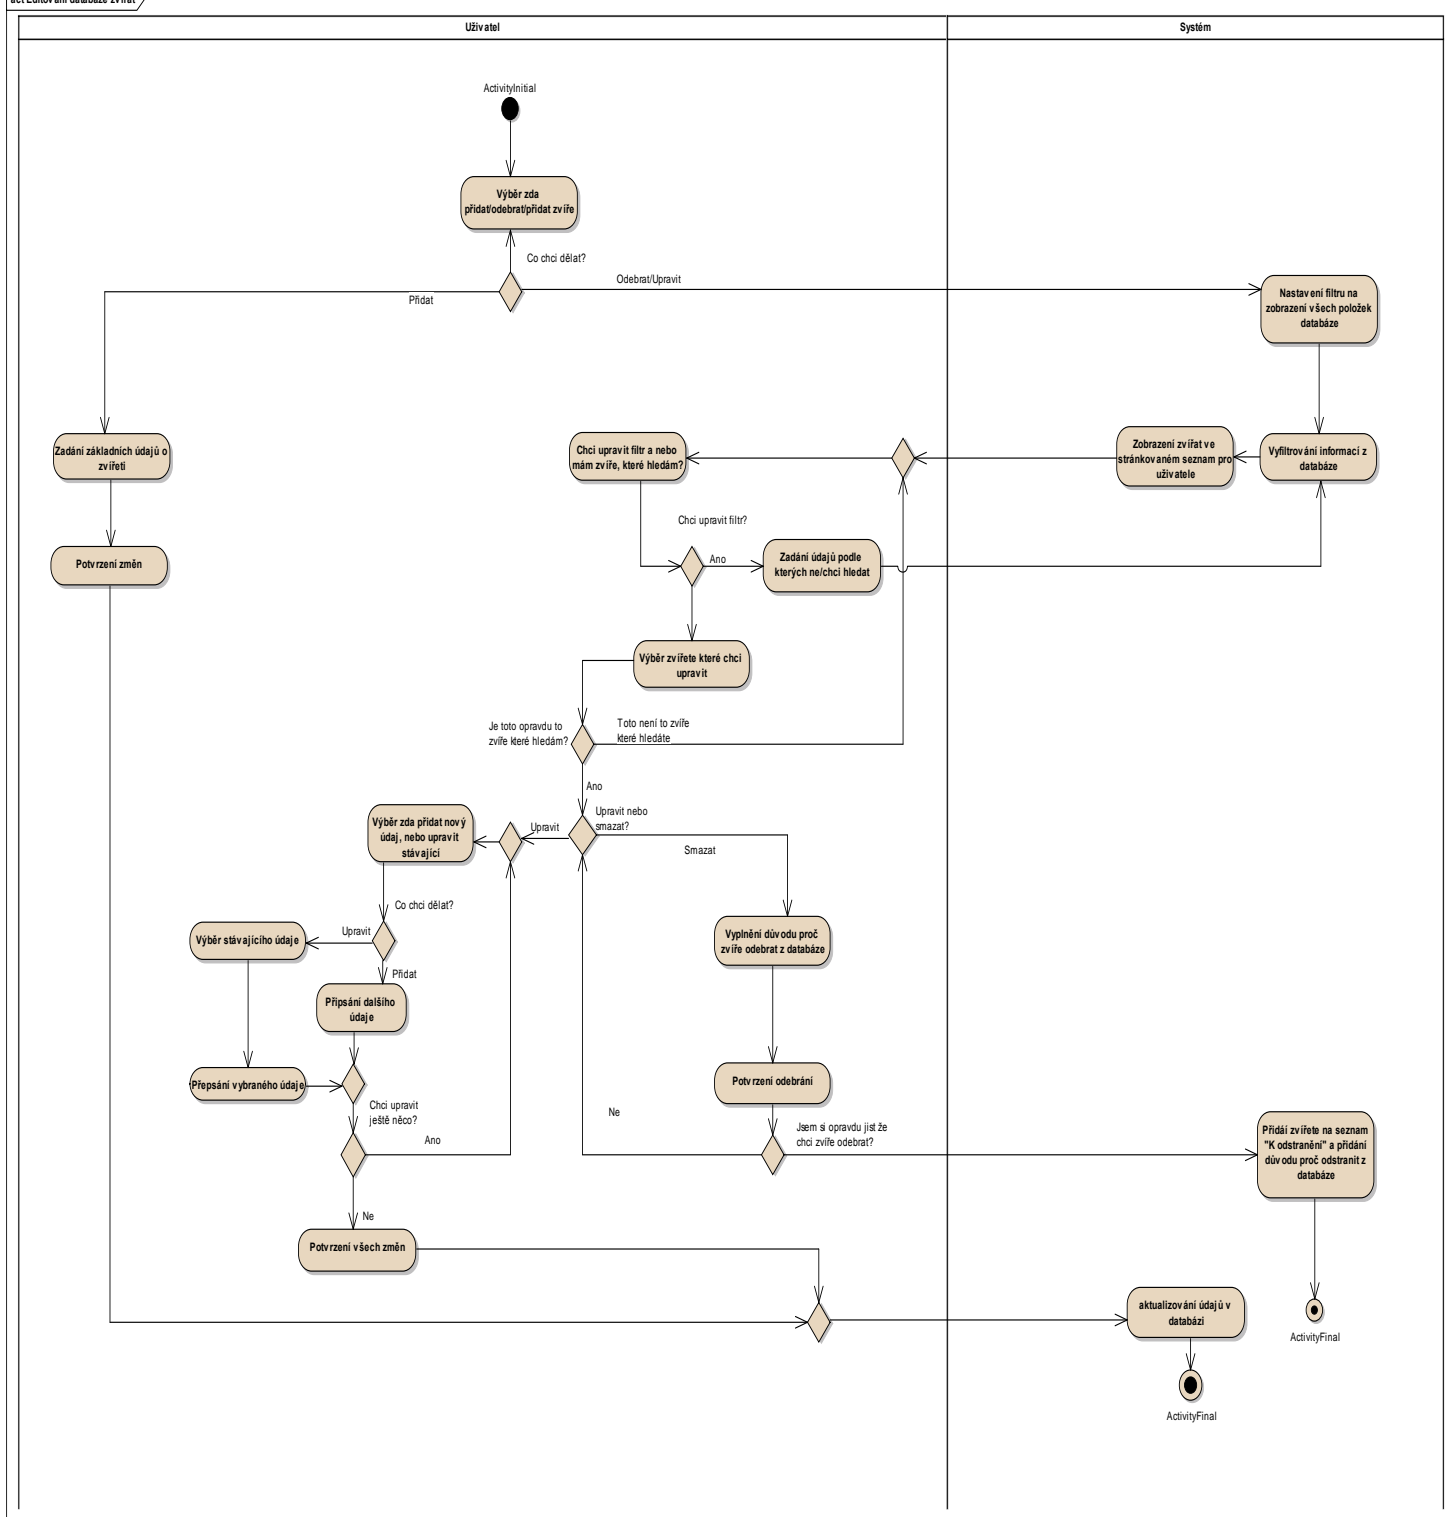 act Editování databáze zvířat
Uživatel
Systém
ActivityInitial
Výběr zda
přidat/odebrat/přidat zvíře
Co chci dělat?
Odebrat/Upravit
Přidat
Nastavení filtru na
zobrazení všech položek
databáze
Zadání základních údajů o
zvířeti
Chci upravit filtr a nebo
mám zvíře, které hledám?
Zobrazení zvířat ve
stránkovaném seznam pro
uživatele
Vyfiltrování informací z
databáze
Chci upravit filtr?
Ano
Zadání údajů podle
kterých ne/chci hledat
Potvrzení změn
Výběr zvířete které chci
upravit
Je toto opravdu to
zvíře které hledám?
Toto není to zvíře
které hledáte
Ano
Upravit nebo
smazat?
Upravit
Smazat
Výběr zda přidat nový
údaj, nebo upravit
stávající
Co chci dělat?
Upravit
Výběr stávajícího údaje
Přidat
Připsání dalšího
údaje
Vyplnění důvodu proč
zvíře odebrat z databáze
Přepsání vybraného údaje
Potvrzení odebrání
Chci upravit
ještě něco?
Ano
Ne
Jsem si opravdu jist že
chci zvíře odebrat?
Přidáí zvířete na seznam
"K odstranění" a přidání
důvodu proč odstranit z
databáze
Ne
Potvrzení všech změn
aktualizování údajů v
databázi
ActivityFinal
ActivityFinal